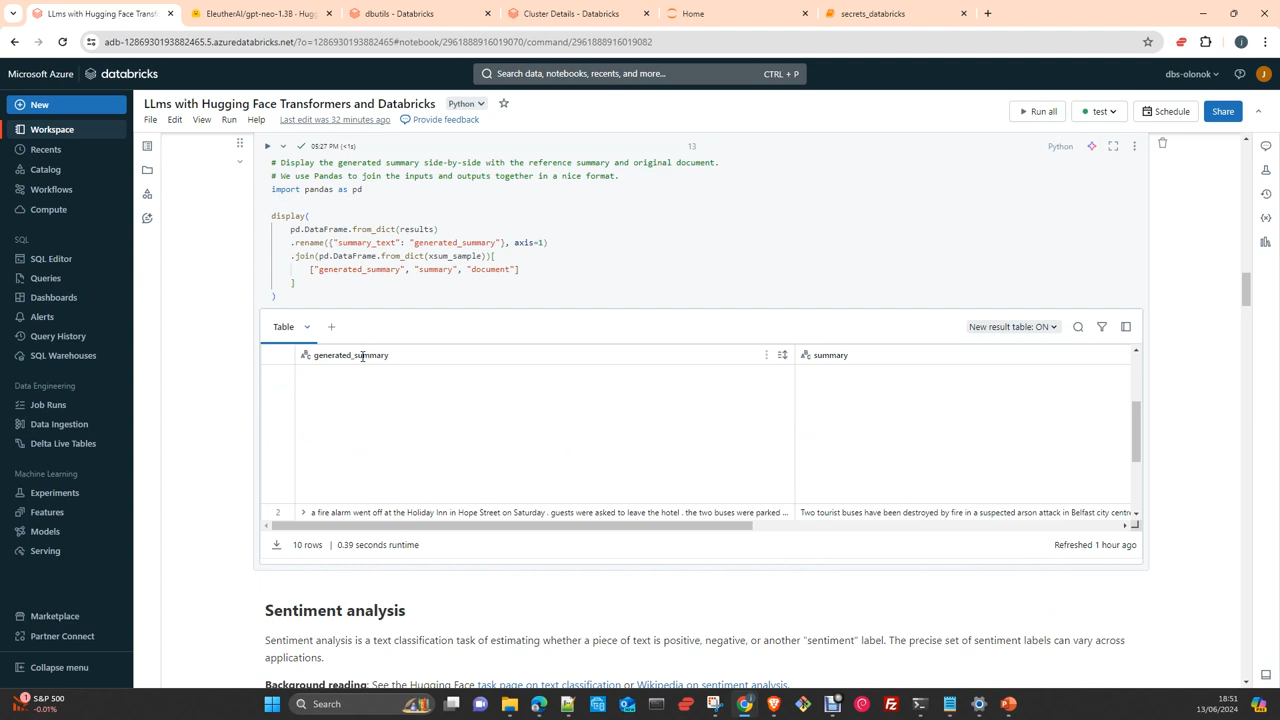 LLms with Hugging Face Transf
EleutherAI/gpt-neo-1.3B - Hugg
dbutils - Databricks
Cluster Details - Databricks
Home
secrets_databricks
adb-1286930193882465.5.azuredatabricks.net/?o=1286930193882465#notebook/2961888916019070/command/2961888916019082
Microsoft Azure
databricks
Search data, notebooks, recents, and more...
CTRL + P
dbs-olonok
J
New
Workspace
Recents
Catalog
Workflows
Compute
SQL
SQL Editor
Queries
Dashboards
Alerts
Query History
SQL Warehouses
Data Engineering
Job Runs
Data Ingestion
Delta Live Tables
Machine Learning
Experiments
Features
Models
Serving
Marketplace
Partner Connect
Collapse menu
LLms with Hugging Face Transformers and Databricks
Python
File Edit View Run Help Last edit was 32 minutes ago Provide feedback
Run all
test
Schedule
Share
05:27 PM (<1s)
13
Python
# Display the generated summary side-by-side with the reference summary and original document.
# We use Pandas to join the inputs and outputs together in a nice format.
import pandas as pd
display(
pd.DataFrame.from_dict(results)
.rename({"summary_text": "generated_summary"}, axis=1)
.join(pd.DataFrame.from_dict(xsum_sample))[
["generated_summary", "summary", "document"]
]
)
Table
New result table: ON
generated_summary
summary
2
a fire alarm went off at the Holiday Inn in Hope Street on Saturday . guests were asked to leave the hotel . the two buses were parked ...
Two tourist buses have been destroyed by fire in a suspected arson attack in Belfast city centre
10 rows | 0.39 seconds runtime
Refreshed 1 hour ago
Sentiment analysis
Sentiment analysis is a text classification task of estimating whether a piece of text is positive, negative, or another "sentiment" label. The precise set of sentiment labels can vary across
applications.
Background reading: See the Hugging Face task page on text classification or Wikipedia on sentiment analysis.
1
S&P 500
-0.01%
Search
18:51
13/06/2024